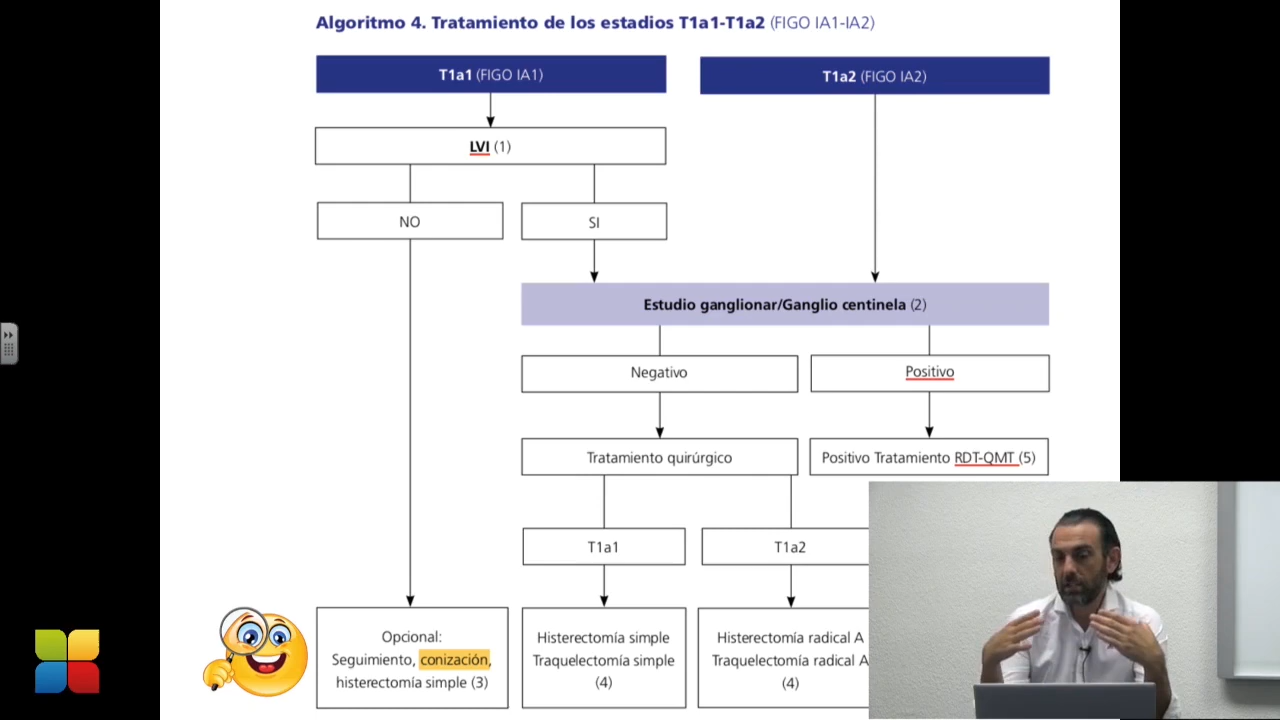 Algoritmo 4. Tratamiento de los estadios T1a1-T1a2 (FIGO IA1-IA2)
T1a1 (FIGO IA1)
T1a2 (FIGO IA2)
LVI (1)
NO
SI
Estudio ganglionar/Ganglio centinela (2)
Negativo
Positivo
Tratamiento quirúrgico
Positivo Tratamiento RDT-QMT (5)
T1a1
T1a2
Opcional:
Seguimiento, conización,
histerectomía simple (3)
Histerectomía simple
Traquelectomía simple
(4)
Histerectomía radical A
Traquelectomía radical A
(4)